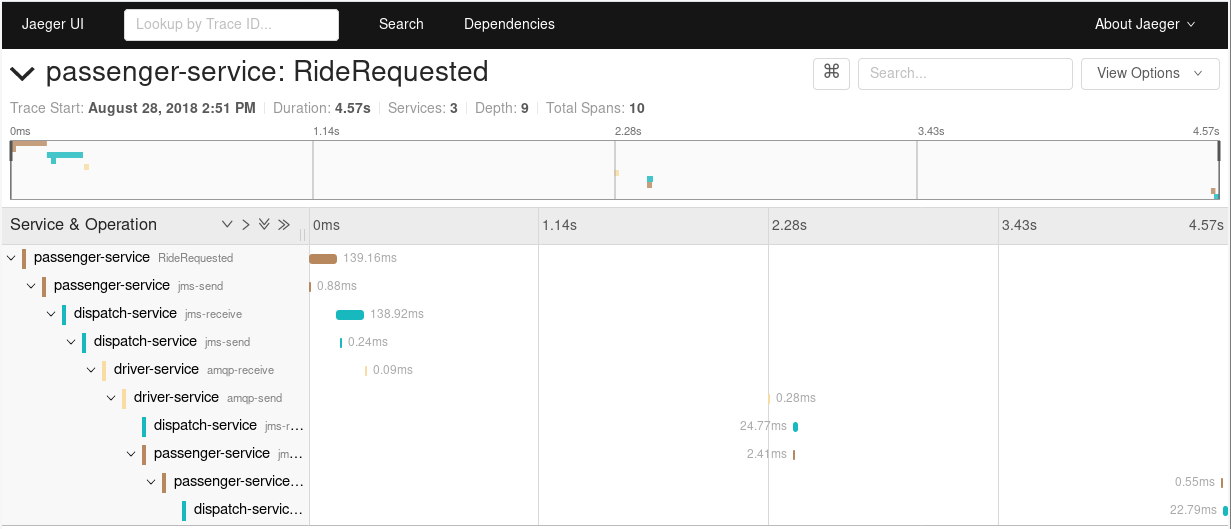 Jaeger UI Lookup by Trace ID... Search Dependencies About Jaeger
passenger-service: RideRequested ⌘ Search... View Options
Trace Start: August 28, 2018 2:51 PM Duration: 4.57s Services: 3 Depth: 9 Total Spans: 10
0ms 1.14s 2.28s 3.43s 4.57s
Service & Operation 0ms 1.14s 2.28s 3.43s 4.57s
passenger-service RideRequested 139.16ms
passenger-service jms-send 0.88ms
dispatch-service jms-receive 138.92ms
dispatch-service jms-send 0.24ms
driver-service amqp-receive 0.09ms
driver-service amqp-send 0.28ms
dispatch-service jms-r... 24.77ms
passenger-service jm... 2.41ms
passenger-service... 0.55ms
dispatch-servic... 22.79ms